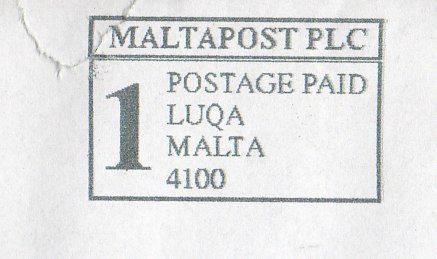 MALTAPOST PLC
1
POSTAGE PAID
LUQA
MALTA
4100